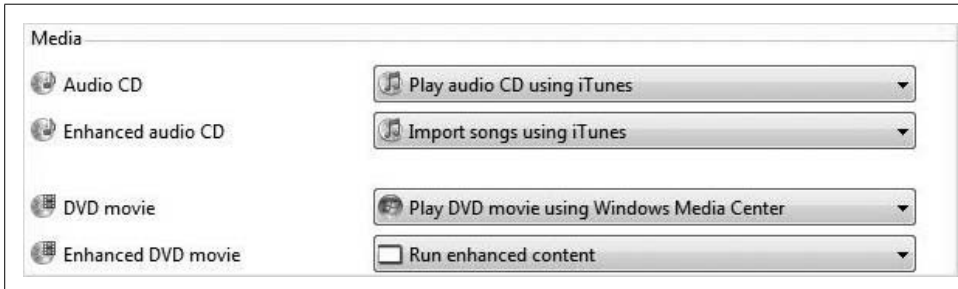 Media
Audio CD Play audio CD using iTunes
Enhanced audio CD Import songs using iTunes
DVD movie Play DVD movie using Windows Media Center
Enhanced DVD movie Run enhanced content